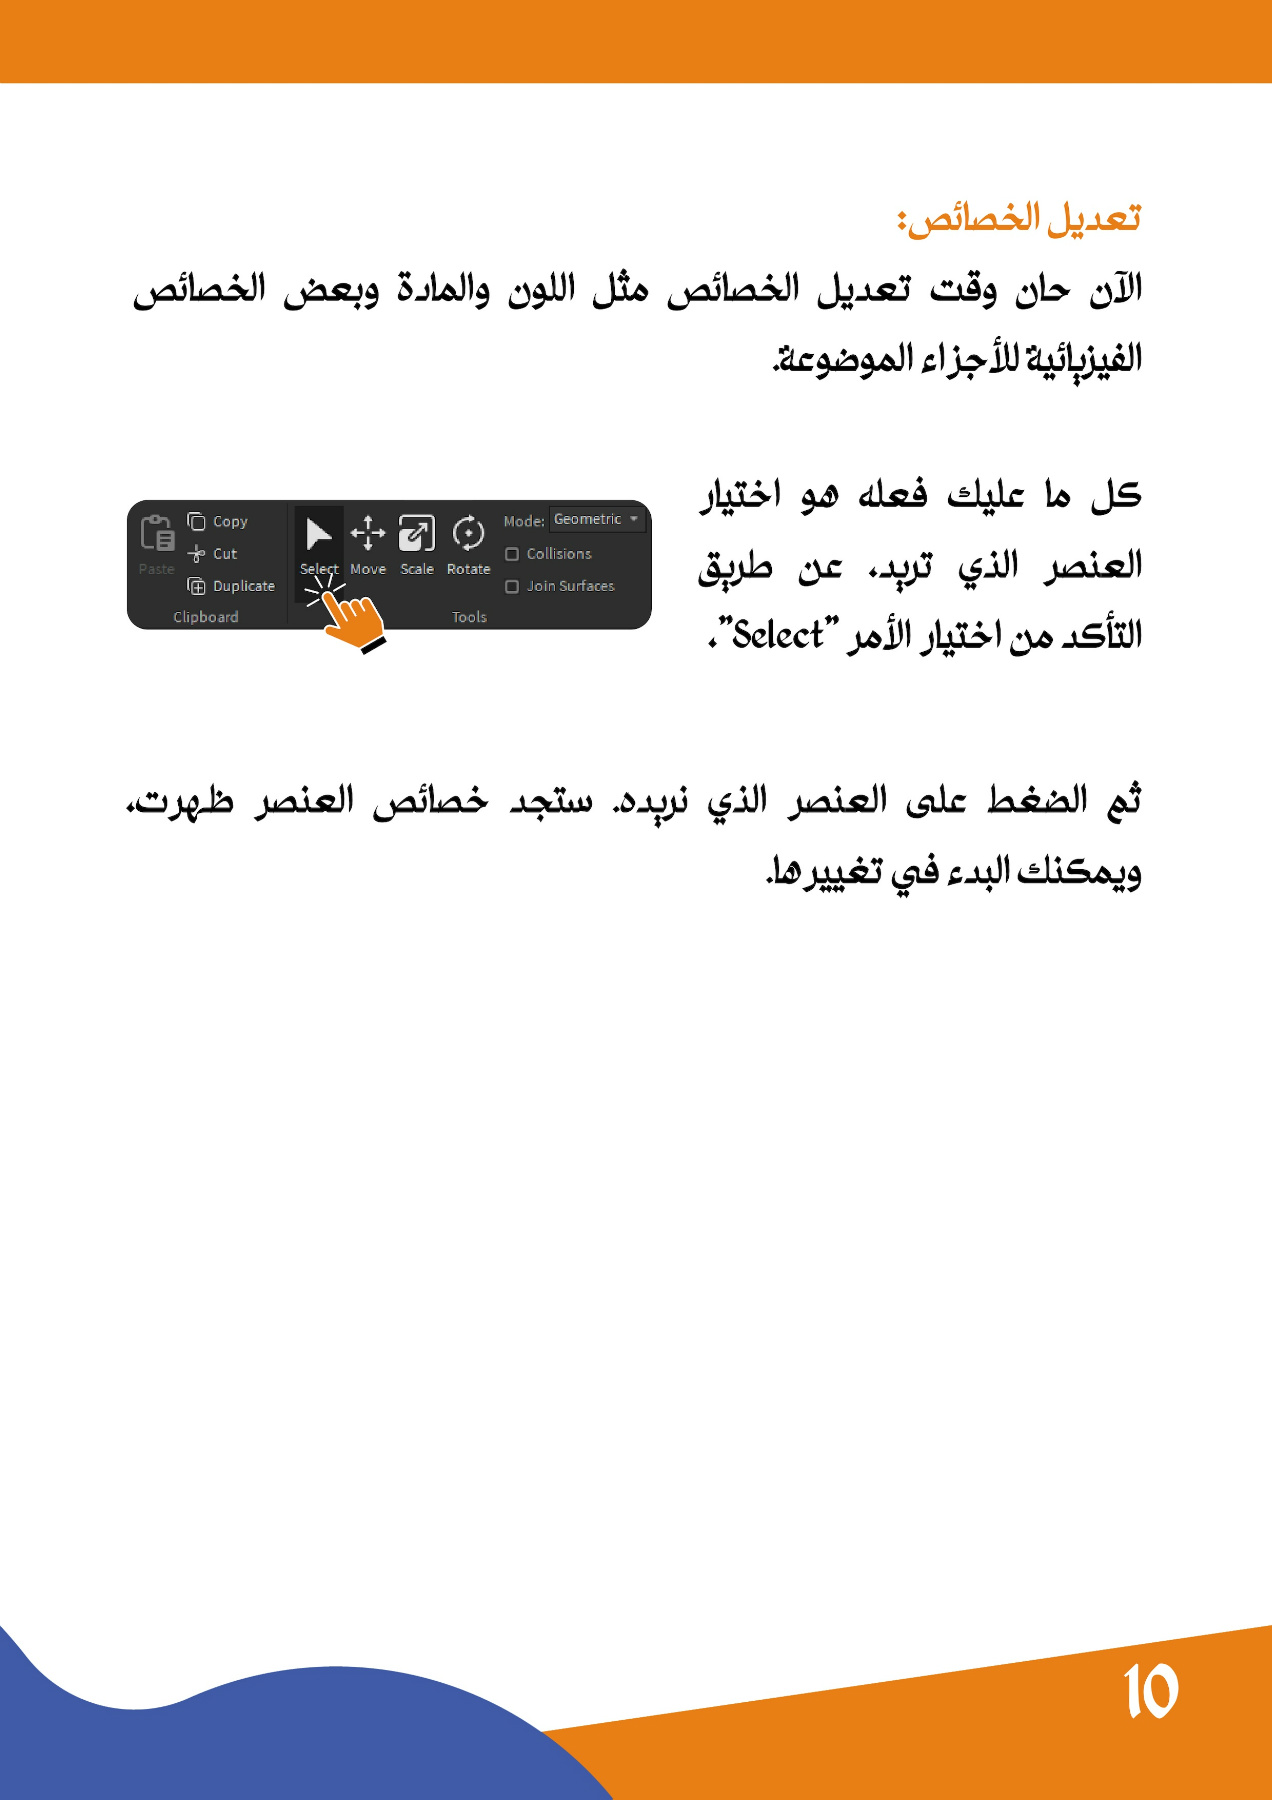 تعديل الخصائص:
الآن حان وقت تعديل الخصائص مثل اللون والمادة وبعض الخصائص
الفيزيائية للأجزاء الموضوعة.
كل ما عليك فعله هو اختيار
العنصر الذي تريد، عن طريق
التأكد من اختيار الأمر "Select"،
Paste
Copy
Cut
Duplicate
Clipboard
Select Move Scale Rotate
Mode: Geometric
Collisions
Join Surfaces
Tools
ثم الضغط على العنصر الذي نريده. ستجد خصائص العنصر ظهرت،
ويمكنك البدء في تغييرها.
10